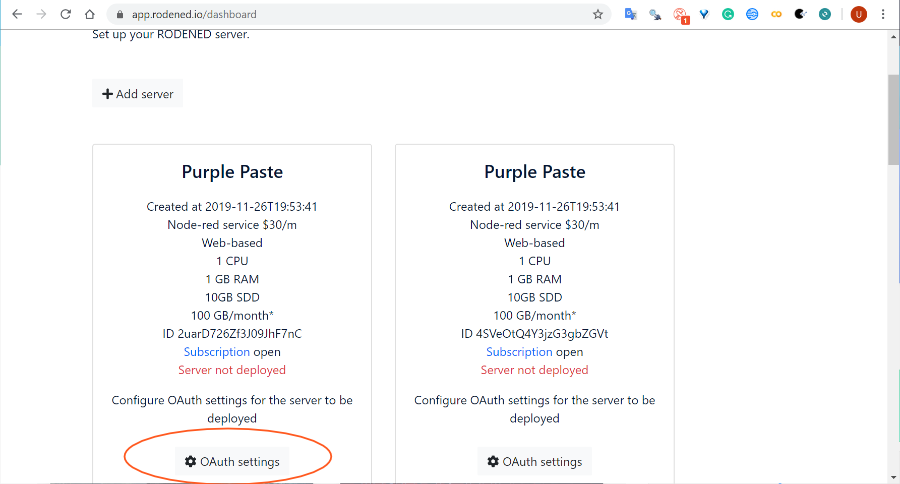 app.rodened.io/dashboard
1
U
Set up your RODENED server.
Add server
Purple Paste
Created at 2019-11-26T19:53:41
Node-red service $30/m
Web-based
1 CPU
1 GB RAM
10GB SDD
100 GB/month*
ID 2uarD726Zf3J09JhF7nC
Subscription open
Server not deployed
Configure OAuth settings for the server to be
deployed
OAuth settings
Purple Paste
Created at 2019-11-26T19:53:41
Node-red service $30/m
Web-based
1 CPU
1 GB RAM
10GB SDD
100 GB/month*
ID 4SVeOtQ4Y3jzG3gbZGVt
Subscription open
Server not deployed
Configure OAuth settings for the server to be
deployed
OAuth settings